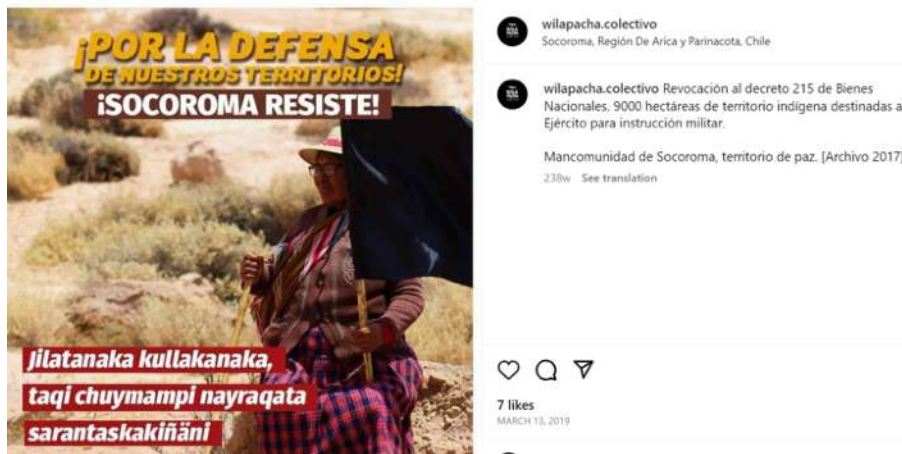 ¡POR LA DEFENSA
DE NUESTROS TERRITORIOS!
¡SOCOROMA RESISTE!
Jilatanaka kullakanaka,
taqi chuymampi nayraqata
sarantaskakiñäni
wilapacha.colectivo
Socoroma, Región De Arica y Parinacota, Chile
wilapacha.colectivo Revocación al decreto 215 de Bienes
Nacionales. 9000 hectáreas de territorio indígena destinadas a
Ejército para instrucción militar.
Mancomunidad de Socoroma, territorio de paz. [Archivo 2017]
238w See translation
7 likes
MARCH 13, 2019